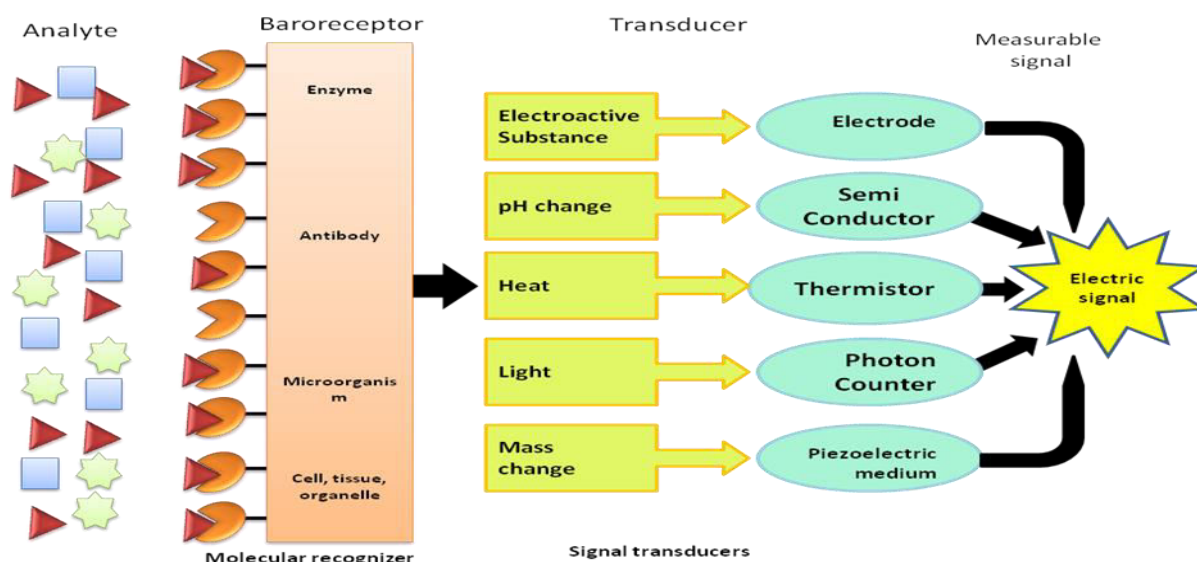 Analyte
Baroreceptor
Transducer
Measurable
signal
Enzyme
Antibody
Microorganis
m
Cell, tissue,
organelle
Molecular recognizer
Electroactive
Substance
pH change
Heat
Light
Mass
change
Signal transducers
Electrode
Semi
Conductor
Thermistor
Photon
Counter
Piezoelectric
medium
Electric
signal